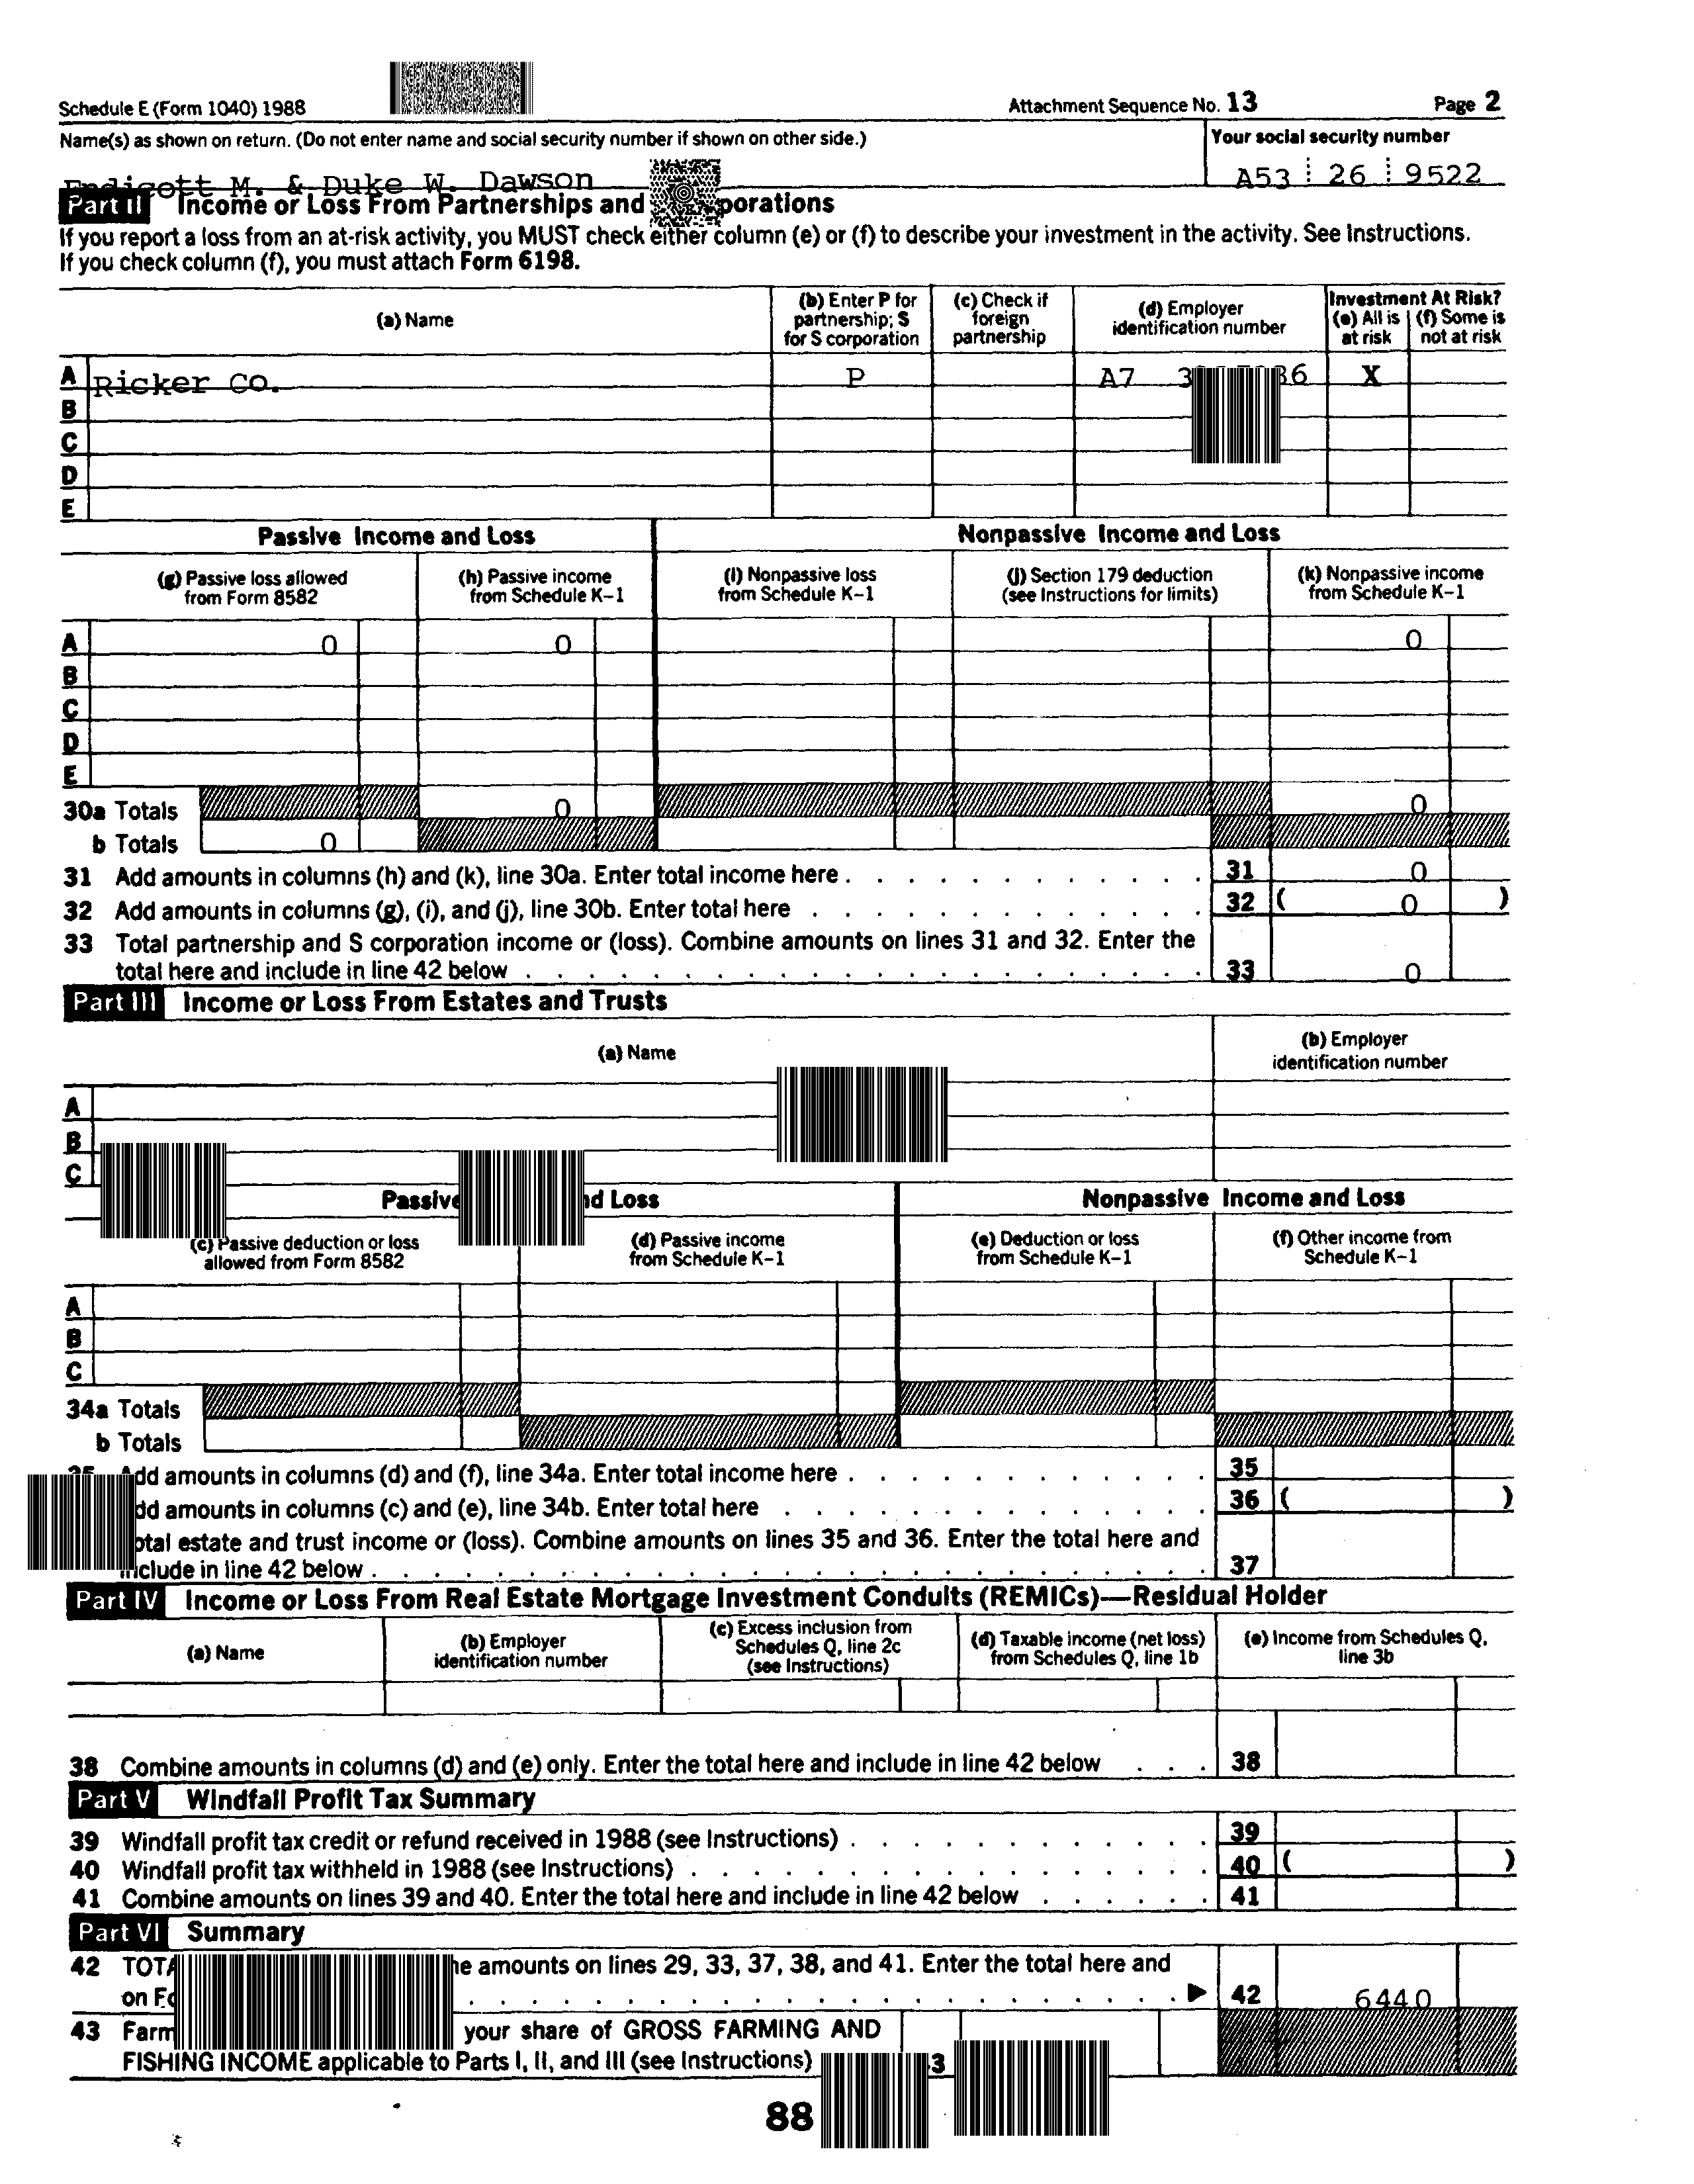 Schedule E (Form 1040) 1988 Attachment Sequence No. 13 Page 2
Name(s) as shown on return. (Do not enter name and social security number if shown on other side.) Your social security number
Endicott M. & Duke W. Dawson A53 26 9522
Part II Income or Loss From Partnerships and
If you report a loss from an at-risk activity, you MUST check either column (e) or (f) to describe your investment in the activity. See Instructions.
If you check column (f), you must attach Form 6198.
(a) Name
(b) Enter P for partnership; S for S corporation
(c) Check if foreign partnership
(d) Employer identification number
Investment At Risk?
(e) All is at risk
(f) Some is not at risk
A Ricker Co. P A7 X
B
C
D
E
Passive Income and Loss Nonpassive Income and Loss
(g) Passive loss allowed from Form 8582
(h) Passive income from Schedule K-1
(i) Nonpassive loss from Schedule K-1
(j) Section 179 deduction (see Instructions for limits)
(k) Nonpassive income from Schedule K-1
A 0 0 0
B
C
D
E
30a Totals 0 0
b Totals 0
31 Add amounts in columns (h) and (k), line 30a. Enter total income here 31 0
32 Add amounts in columns (g), (i), and (j), line 30b. Enter total here 32 ( 0 )
33 Total partnership and S corporation income or (loss). Combine amounts on lines 31 and 32. Enter the
total here and include in line 42 below 33 0
Part III Income or Loss From Estates and Trusts
(a) Name
(b) Employer identification number
A
B
C
Passive Loss Nonpassive Income and Loss
(c) Passive deduction or loss allowed from Form 8582
(d) Passive income from Schedule K-1
(e) Deduction or loss from Schedule K-1
(f) Other income from Schedule K-1
A
B
C
34a Totals
b Totals
Add amounts in columns (d) and (f), line 34a. Enter total income here 35
amounts in columns (c) and (e), line 34b. Enter total here 36 ( )
estate and trust income or (loss). Combine amounts on lines 35 and 36. Enter the total here and
include in line 42 below 37
Part IV Income or Loss From Real Estate Mortgage Investment Conduits (REMICs)—Residual Holder
(a) Name
(b) Employer identification number
(c) Excess inclusion from Schedules Q, line 2c (see Instructions)
(d) Taxable income (net loss) from Schedules Q, line 1b
(e) Income from Schedules Q, line 3b
38 Combine amounts in columns (d) and (e) only. Enter the total here and include in line 42 below 38
Part V Windfall Profit Tax Summary
39 Windfall profit tax credit or refund received in 1988 (see Instructions) 39
40 Windfall profit tax withheld in 1988 (see Instructions) 40 ( )
41 Combine amounts on lines 39 and 40. Enter the total here and include in line 42 below 41
Part VI Summary
42 amounts on lines 29, 33, 37, 38, and 41. Enter the total here and
on 42 6440
43 your share of GROSS FARMING AND
FISHING INCOME applicable to Parts I, II, and III (see Instructions)
88